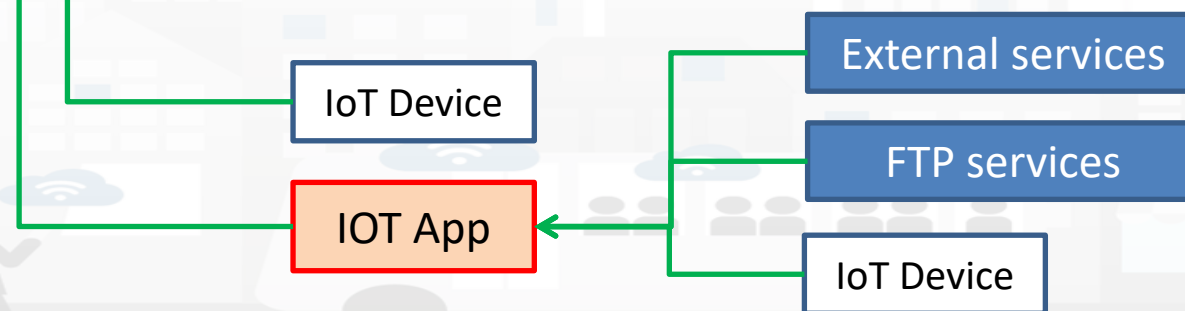 External services
IoT Device
FTP services
IOT App
IoT Device